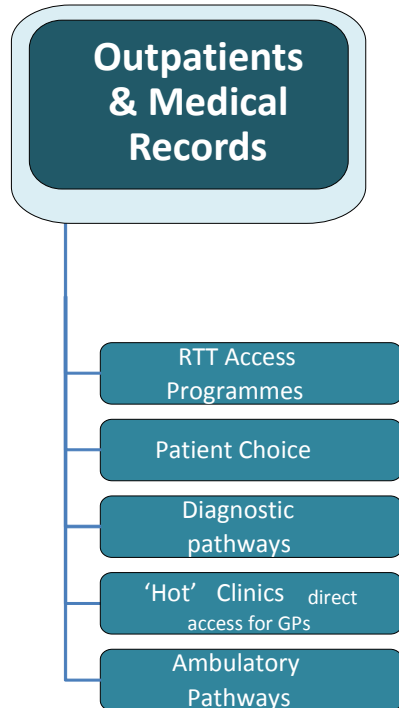 Outpatients
& Medical
Records
RTT Access
Programmes
Patient Choice
Diagnostic
pathways
‘Hot’ Clinics direct
access for GPs
Ambulatory
Pathways